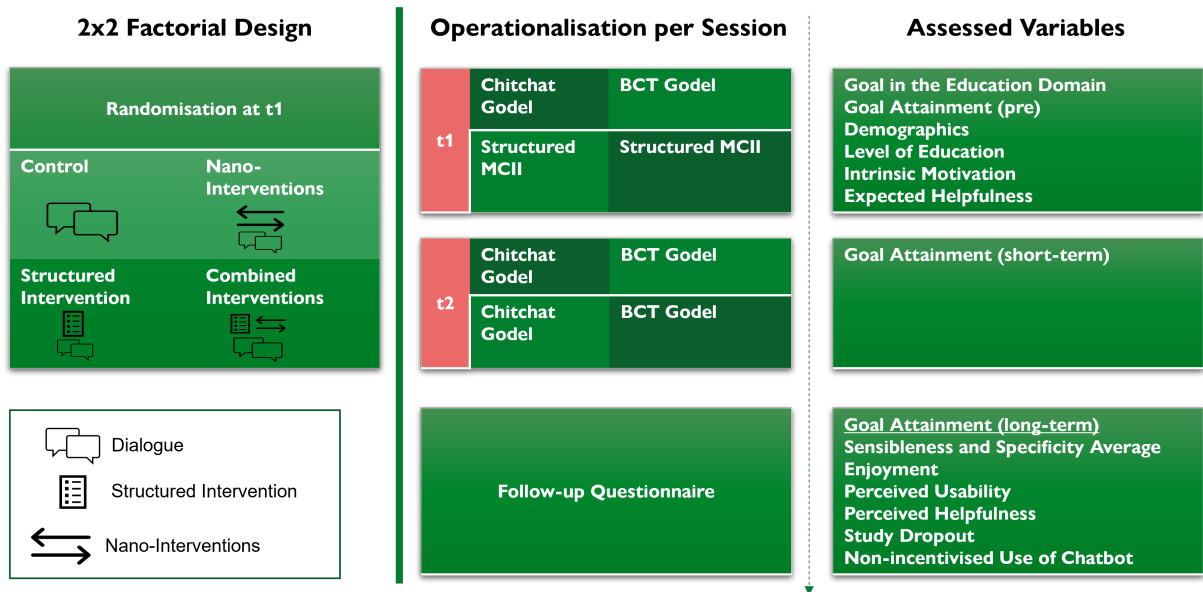 2x2 Factorial Design
Randomisation at t1
Control
Nano-
Interventions
Structured
Intervention
Combined
Interventions
Dialogue
Structured Intervention
Nano-Interventions
Operationalisation per Session
t1
Chitchat
Godel
BCT Godel
Structured
MCII
Structured MCII
t2
Chitchat
Godel
BCT Godel
Chitchat
Godel
BCT Godel
Follow-up Questionnaire
Assessed Variables
Goal in the Education Domain
Goal Attainment (pre)
Demographics
Level of Education
Intrinsic Motivation
Expected Helpfulness
Goal Attainment (short-term)
Goal Attainment (long-term)
Sensibleness and Specificity Average
Enjoyment
Perceived Usability
Perceived Helpfulness
Study Dropout
Non-incentivised Use of Chatbot